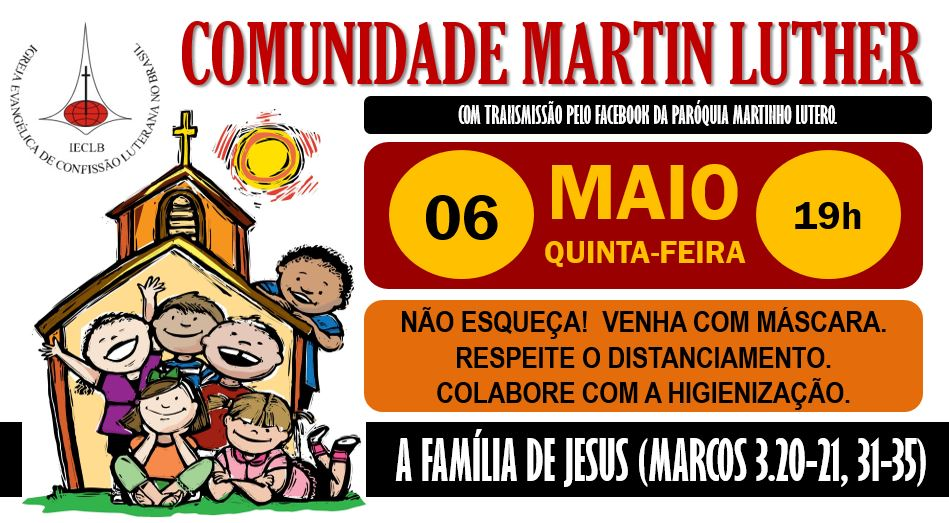 COMUNIDADE MARTIN LUTHER
IGREJA EVANGÉLICA DE CONFISSÃO LUTERANA NO BRASIL
IECLB
COM TRANSMISSÃO PELO FACEBOOK DA PARÓQUIA MARTINHO LUTERO.
06
MAIO
QUINTA-FEIRA
19h
NÃO ESQUEÇA! VENHA COM MÁSCARA.
RESPEITE O DISTANCIAMENTO.
COLABORE COM A HIGIENIZAÇÃO.
A FAMÍLIA DE JESUS (MARCOS 3.20-21, 31-35)